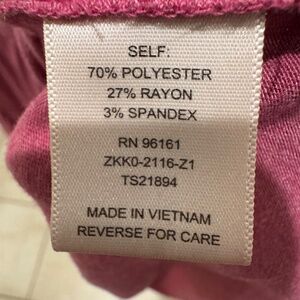 SELF:
70% POLYESTER
27% RAYON
3% SPANDEX
RN 96161
ZKK0-2116-Z1
TS21894
MADE IN VIETNAM
REVERSE FOR CARE